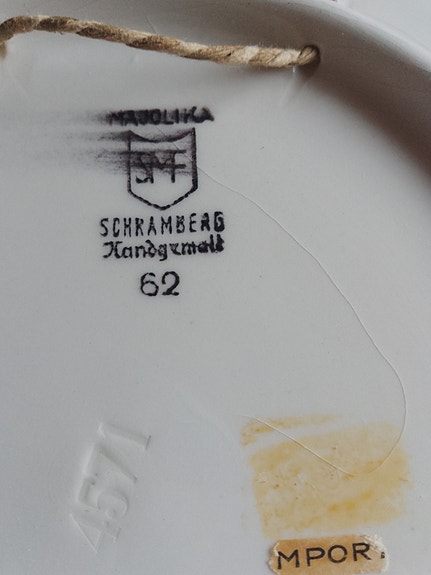 MAJOLIKA
SMF
SCHRAMBERG
Handgemalt
62
4571
MPOR.